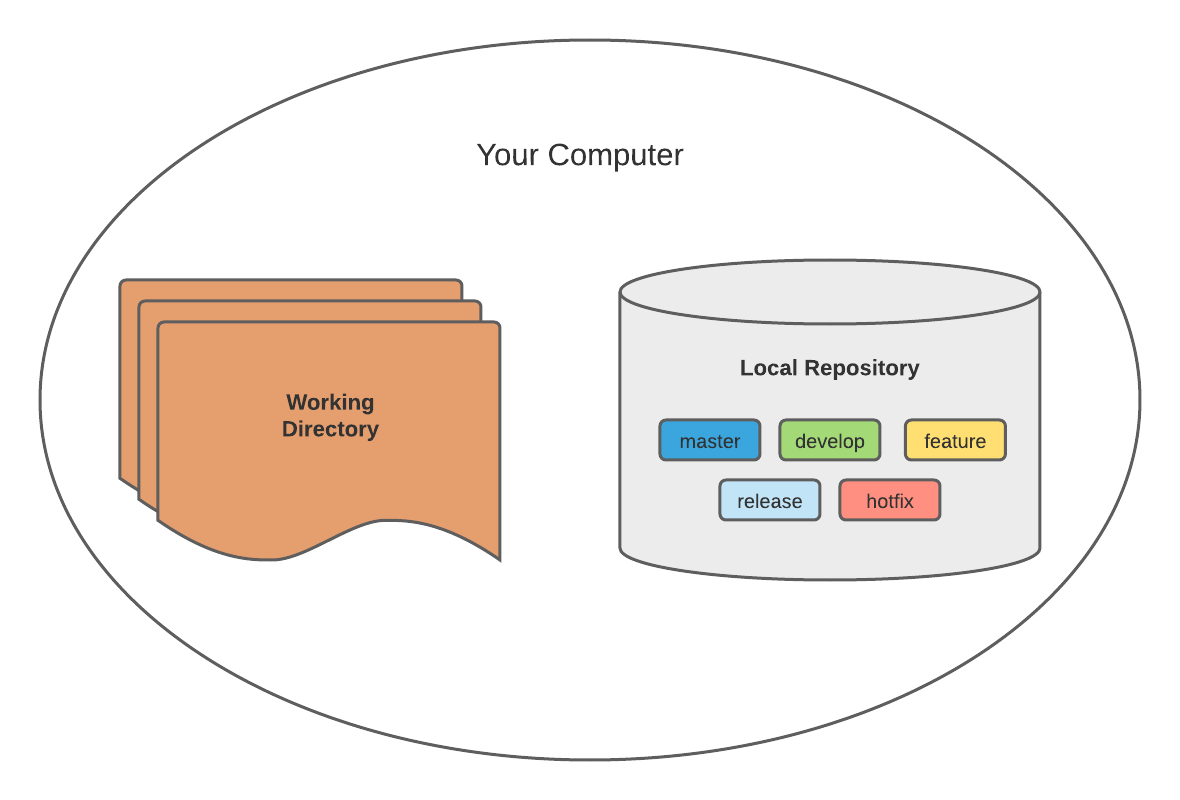 Your Computer
Working
Directory
Local Repository
master
develop
feature
release
hotfix